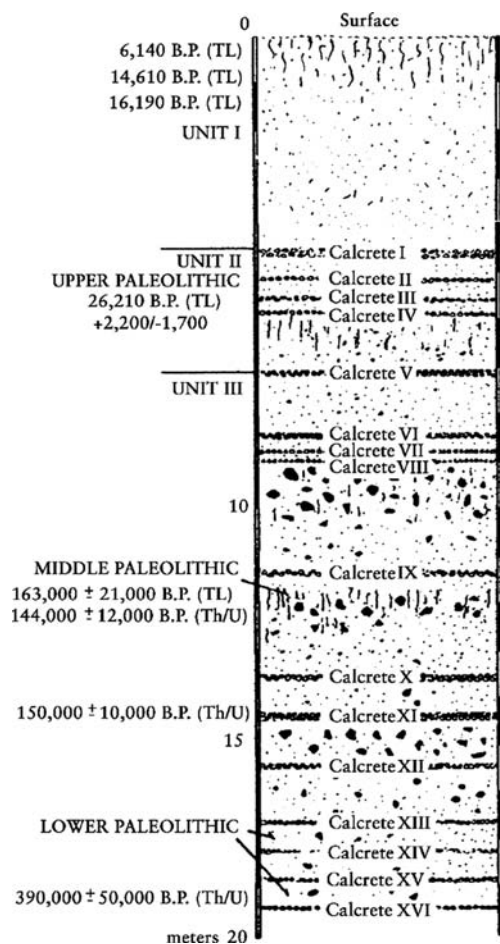 0
Surface
6,140 B.P. (TL)
14,610 B.P. (TL)
16,190 B.P. (TL)
UNIT I
Calcrete I
UNIT II
UPPER PALEOLITHIC
Calcrete II
26,210 B.P. (TL)
Calcrete III
+2,200/-1,700
Calcrete IV
Calcrete V
UNIT III
Calcrete VI
Calcrete VII
Calcrete VIII
10
MIDDLE PALEOLITHIC
Calcrete IX
163,000 ± 21,000 B.P. (TL)
144,000 ± 12,000 B.P. (Th/U)
Calcrete X
150,000 ± 10,000 B.P. (Th/U)
Calcrete XI
15
Calcrete XII
LOWER PALEOLITHIC
Calcrete XIII
Calcrete XIV
Calcrete XV
390,000 ± 50,000 B.P. (Th/U)
Calcrete XVI
meters 20